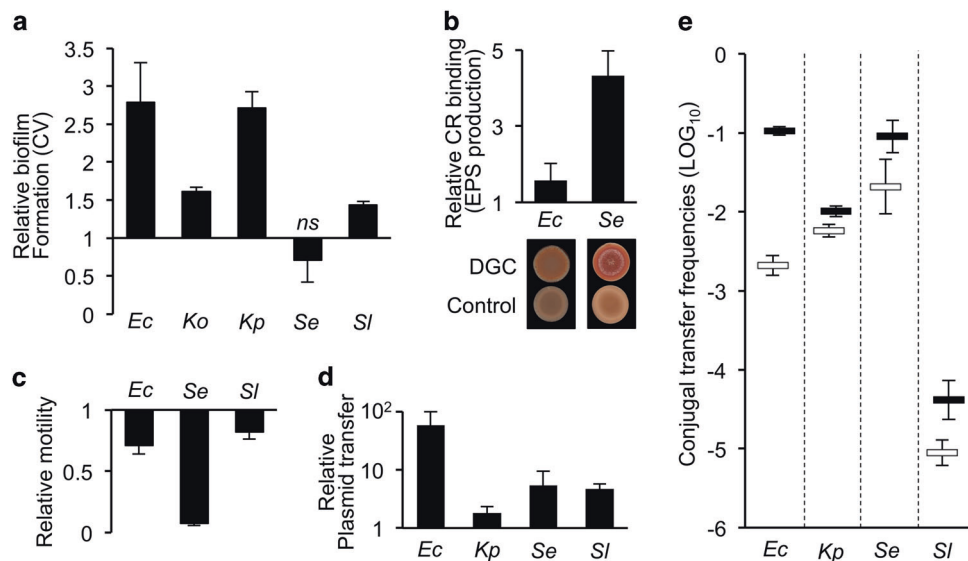 a
Relative biofilm
Formation (CV)
3.5
3
2.5
2
1.5
1
0.5
0
ns
Ec Ko Kp Se Sl
b
Relative CR binding
(EPS production)
5
3
1
Ec Se
DGC
Control
c
Ec Se Sl
Relative motility
1
0.5
0
d
Relative
Plasmid transfer
10²
10
1
Ec Kp Se Sl
e
Conjugal transfer frequencies (LOG₁₀)
0
-1
-2
-3
-4
-5
-6
Ec Kp Se Sl